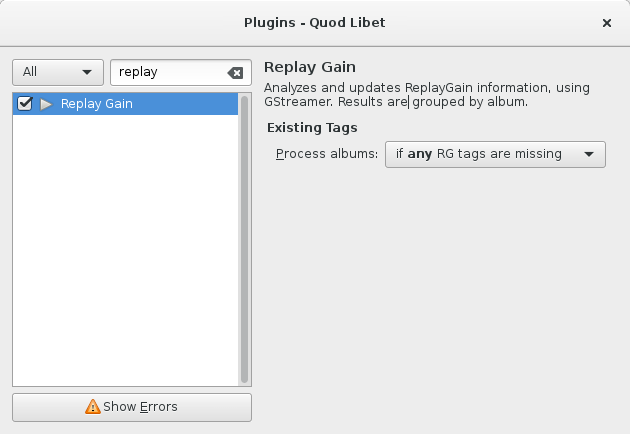 Plugins - Quod Libet
All
replay
Replay Gain
Replay Gain
Analyzes and updates ReplayGain information, using
GStreamer. Results are grouped by album.
Existing Tags
Process albums:
if any RG tags are missing
Show Errors